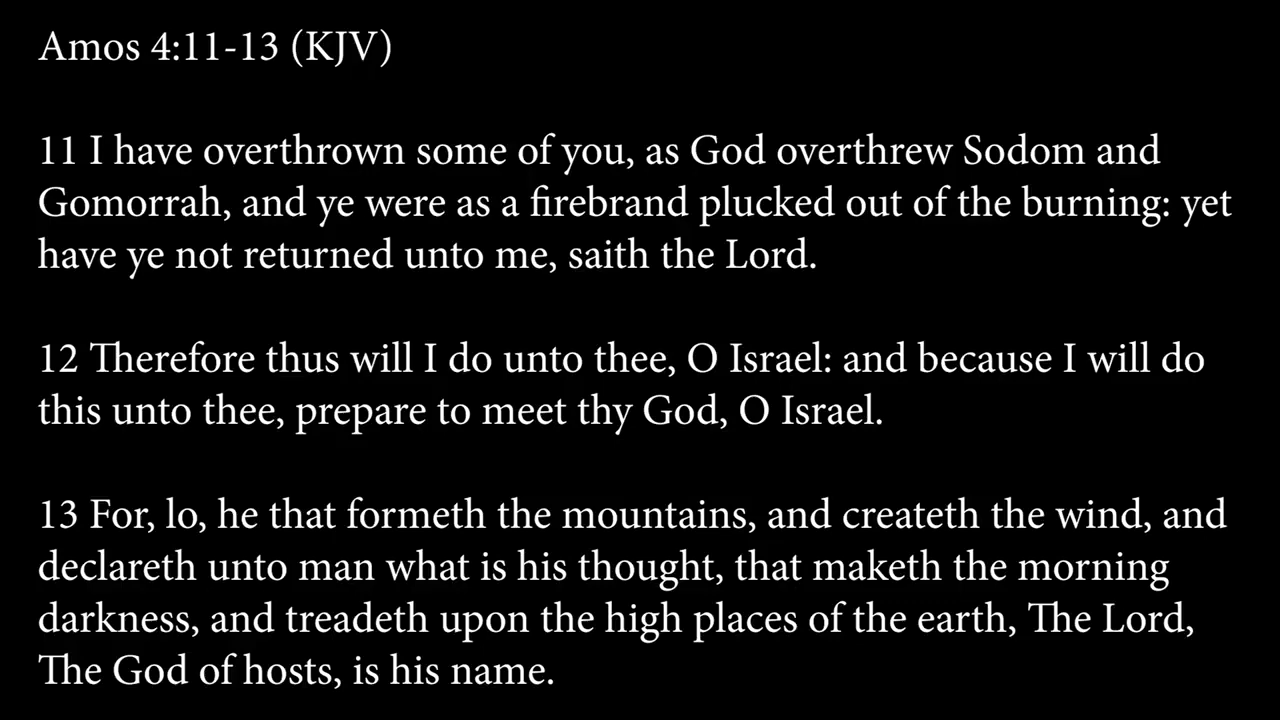 Amos 4:11-13 (KJV)
11 I have overthrown some of you, as God overthrew Sodom and
Gomorrah, and ye were as a firebrand plucked out of the burning: yet
have ye not returned unto me, saith the Lord.
12 Therefore thus will I do unto thee, O Israel: and because I will do
this unto thee, prepare to meet thy God, O Israel.
13 For, lo, he that formeth the mountains, and createth the wind, and
declareth unto man what is his thought, that maketh the morning
darkness, and treadeth upon the high places of the earth, The Lord,
The God of hosts, is his name.